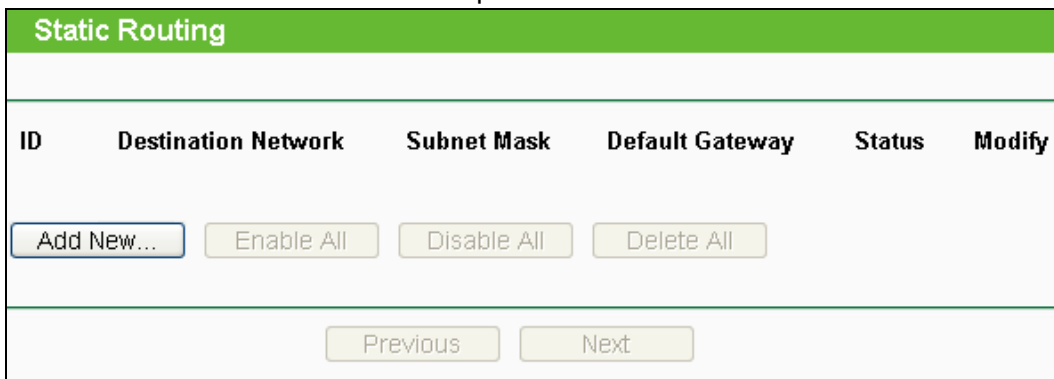 Static Routing
ID Destination Network Subnet Mask Default Gateway Status Modify
Add New... Enable All Disable All Delete All
Previous Next